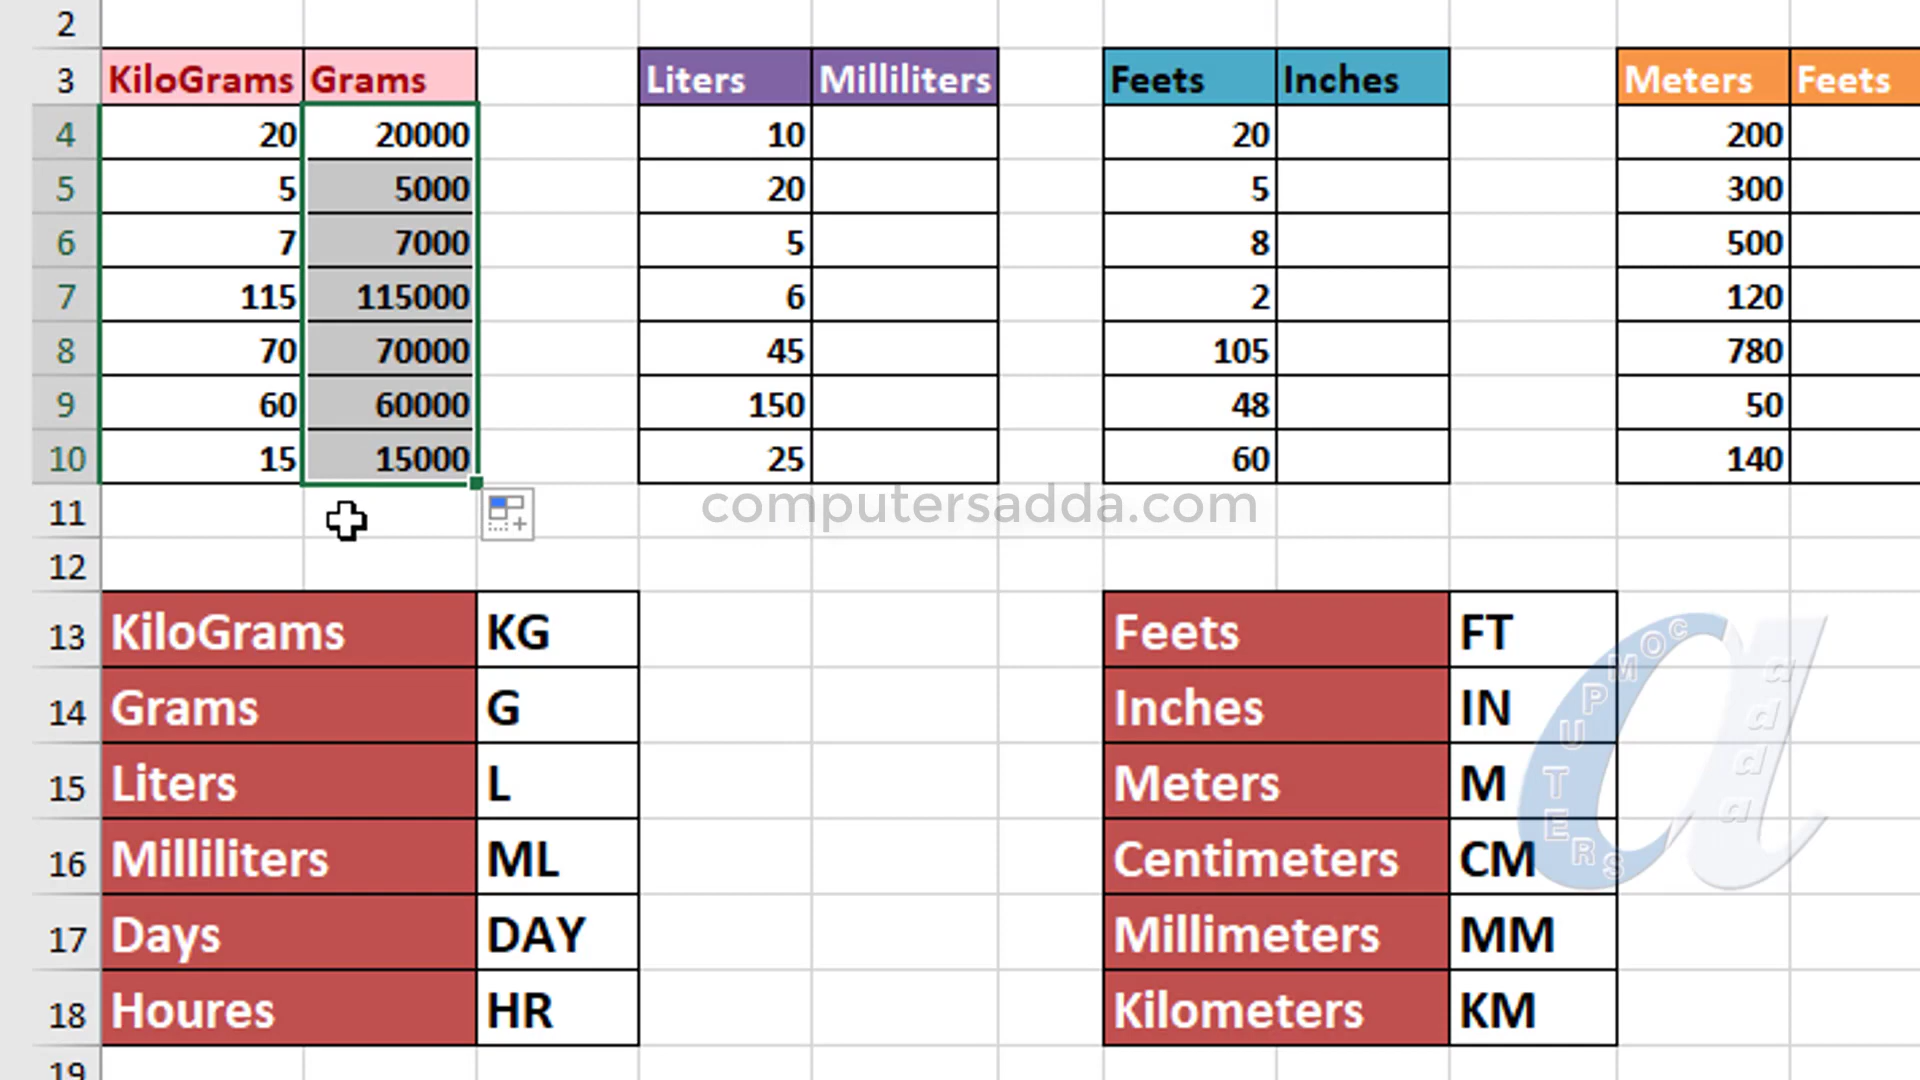 2
3 KiloGrams Grams Liters Milliliters Feets Inches Meters Feets
4 20 20000 10 20 200
5 5 5000 20 5 300
6 7 7000 5 8 500
7 115 115000 6 2 120
8 70 70000 45 105 780
9 60 60000 150 48 50
10 15 15000 25 60 140
11 computersadda.com
12
13 KiloGrams KG Feets FT
14 Grams G Inches IN
15 Liters L Meters M
16 Milliliters ML Centimeters CM
17 Days DAY Millimeters MM
18 Houres HR Kilometers KM
19
COMPUTERS
adda